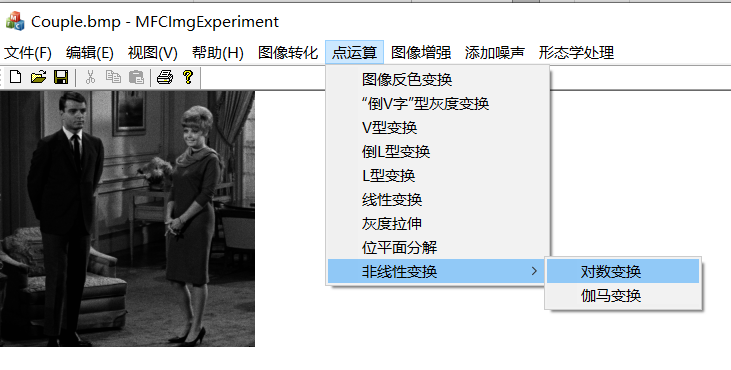 Couple.bmp - MFCImgExperiment
文件(F) 编辑(E) 视图(V) 帮助(H) 图像转化 点运算 图像增强 添加噪声 形态学处理
图像反色变换
“倒V字”型灰度变换
V型变换
倒L型变换
L型变换
线性变换
灰度拉伸
位平面分解
非线性变换
对数变换
伽马变换